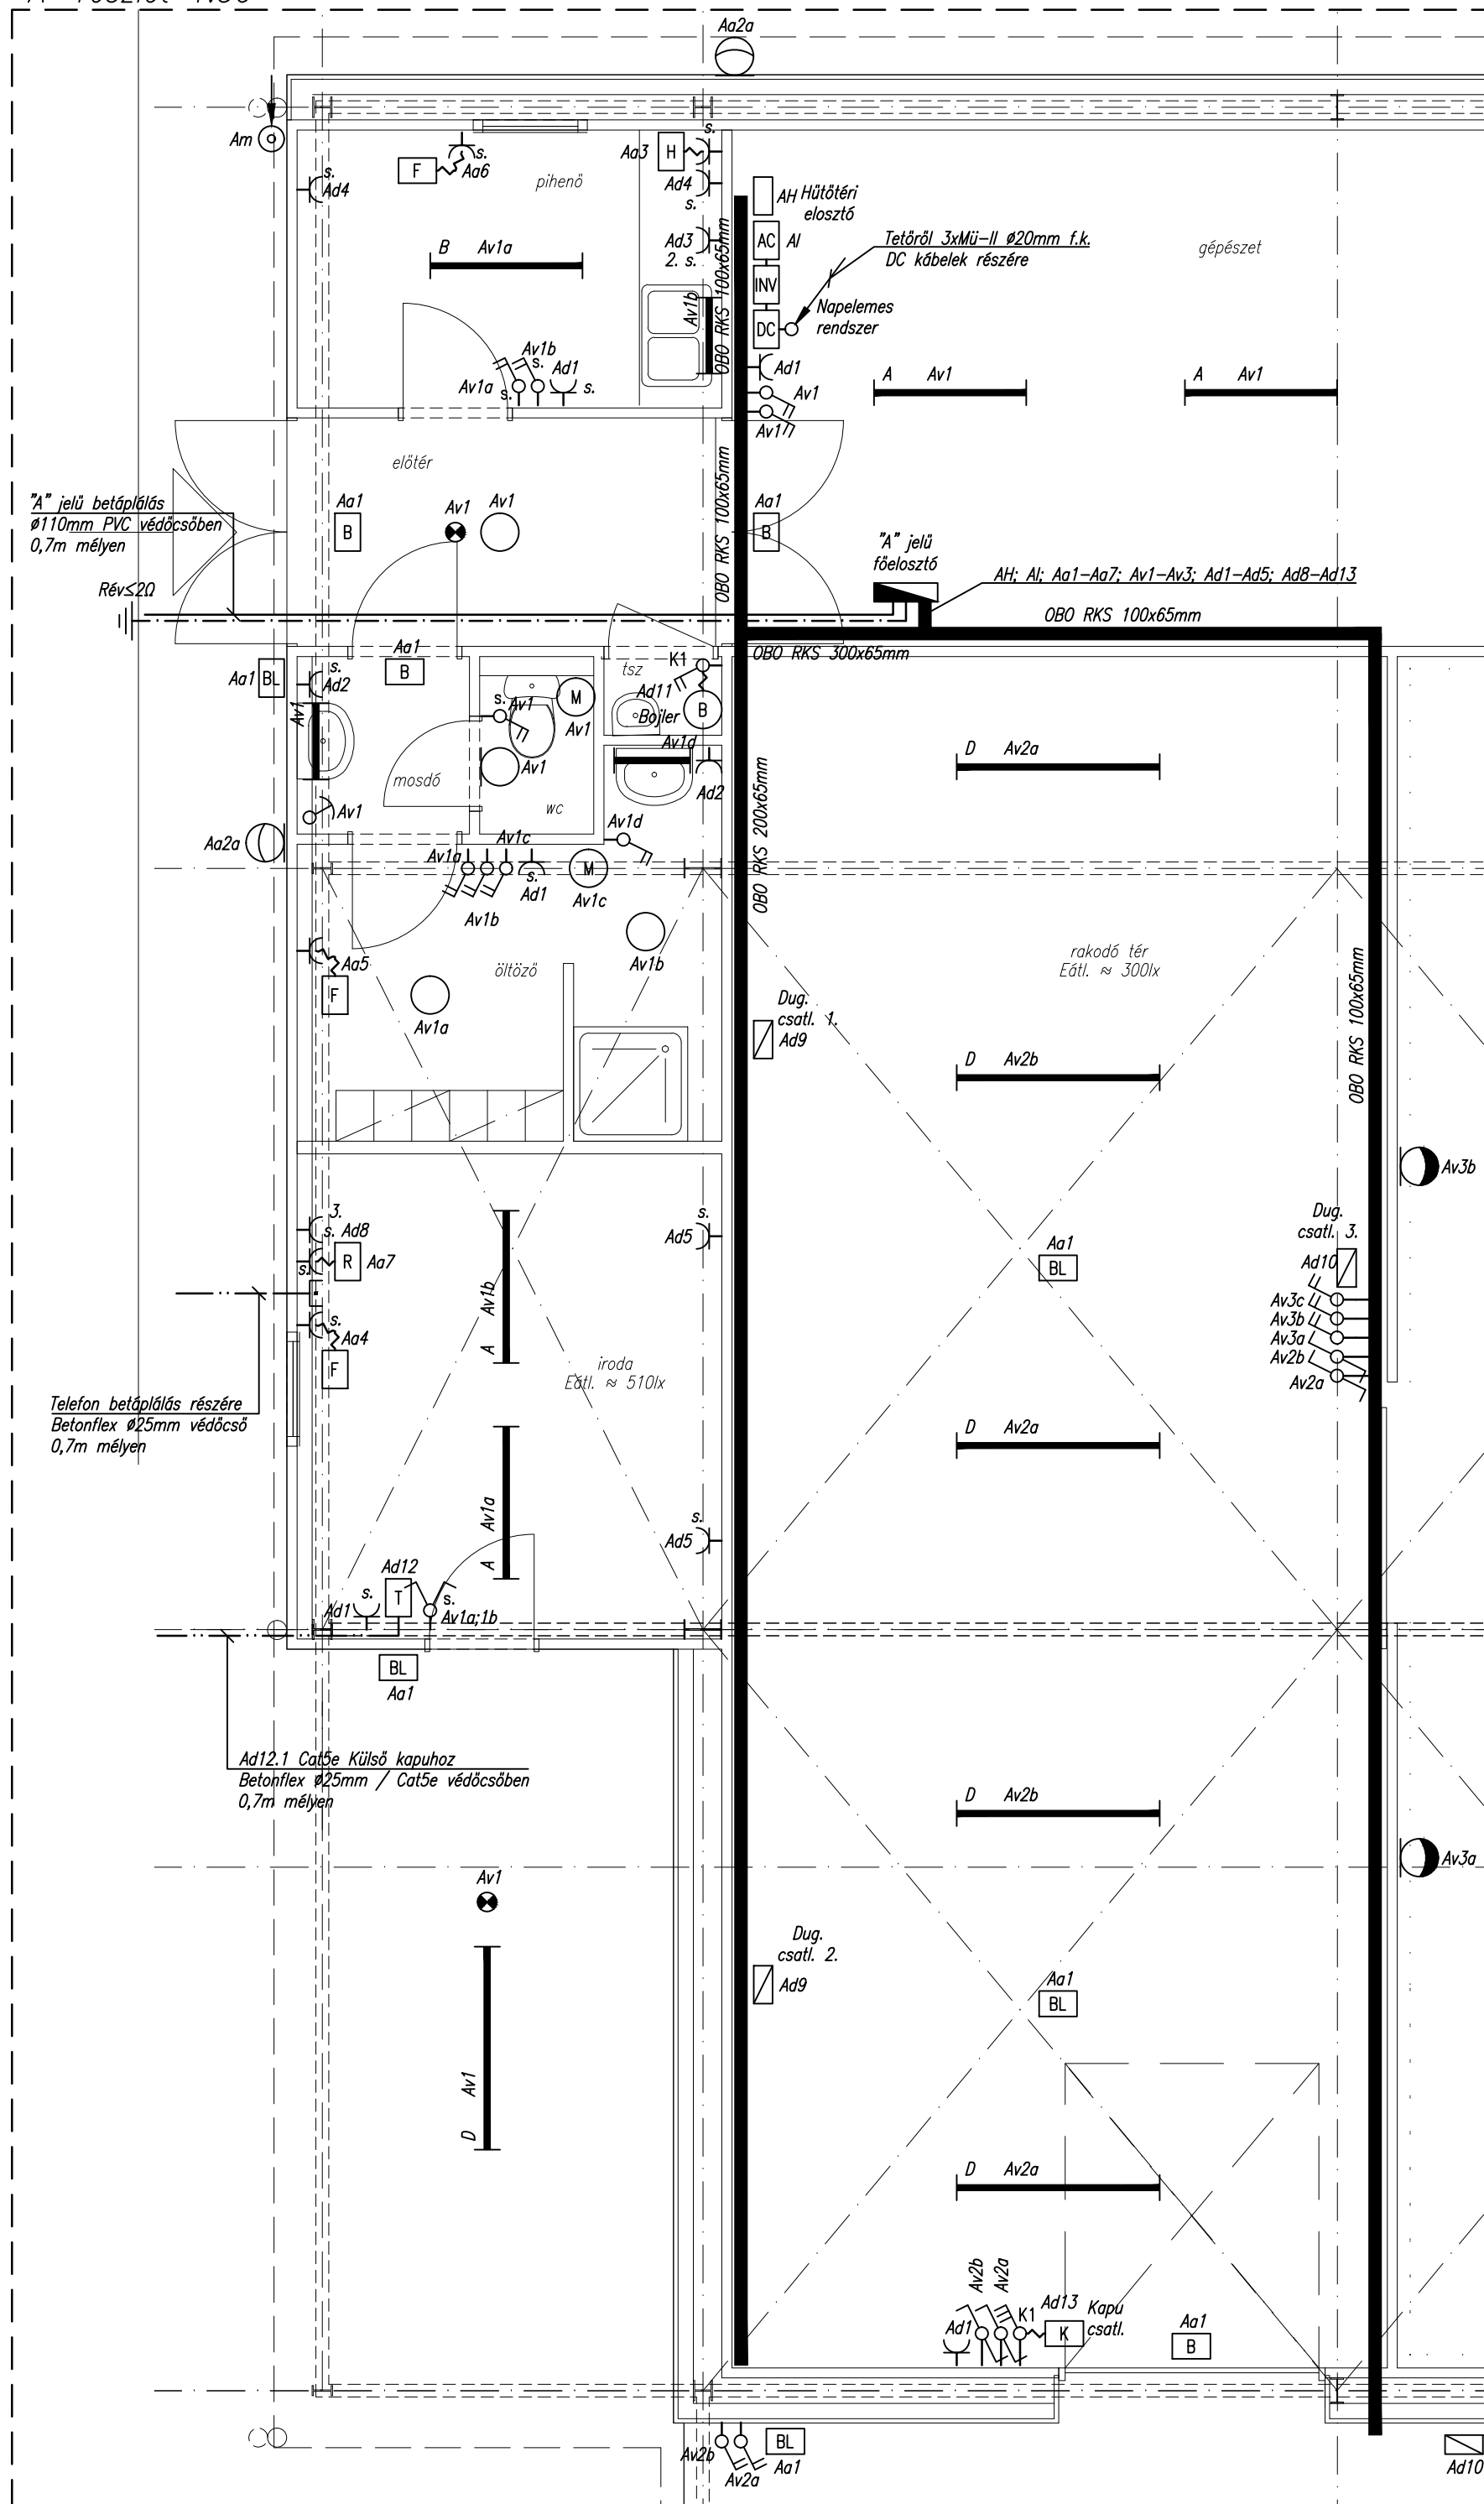 Aa2a
Am
s.
Ad4
F
s.
Aa6
pihenő
Aa3
H
s.
Ad4
s.
Ad3
2. s.
B Av1a
Av1b
OBO RKS 100x65mm
AH Hűtőtéri
elosztó
AC AI
INV
DC
Tetőről 3xMü-II ø20mm f.k.
DC kábelek részére
Napelemes
rendszer
gépészet
Av1b
s.
Av1a
s.
Ad1
s.
Ad1
Av1
Av1
A Av1
A Av1
előtér
OBO RKS 100x65mm
"A" jelű betáplálás
ø110mm PVC védőcsőben
0,7m mélyen
Aa1
B
Av1
Av1
Aa1
B
"A" jelű
főelosztó
Rév≤2Ω
AH; AI; Aa1-Aa7; Av1-Av3; Ad1-Ad5; Ad8-Ad13
OBO RKS 100x65mm
OBO RKS 300x65mm
Aa1 BL
s.
Ad2
Aa1
B
tsz
K1
Ad11
Bojler
B
Av1
s.
Av1
M
Av1
Av1
mosdó
wc
Av1d
Ad2
Av1
Aa2a
Av1d
D Av2a
OBO RKS 200x65mm
Av1a
Av1c
Av1b
s.
Ad1
M
Av1c
Aa5
F
öltöző
Av1b
Av1a
rakodó tér
Eátl. ≈ 300lx
Dug.
csatl. 1.
Ad9
OBO RKS 100x65mm
D Av2b
Av3b
3.
s. Ad8
s.
R Aa7
s.
Aa4
F
A Av1b
s.
Ad5
Aa1
BL
Dug.
csatl. 3.
Ad10
Av3c
Av3b
Av3a
Av2b
Av2a
iroda
Eátl. ≈ 510lx
Telefon betáplálás részére
Betonflex ø25mm védőcső
0,7m mélyen
D Av2a
A Av1a
s.
Ad5
Ad12
s.
T
Ad1
s.
Av1a;1b
BL
Aa1
Ad12.1 Cat5e Külső kapuhoz
Betonflex ø25mm / Cat5e védőcsőben
0,7m mélyen
D Av2b
Av1
Av3a
Dug.
csatl. 2.
Ad9
Aa1
BL
D Av1
D Av2a
Av2b
Av2a
Ad1
K1
Ad13
K
Kapu
csatl.
Aa1
B
Av2b
Av2a
BL
Aa1
Ad10